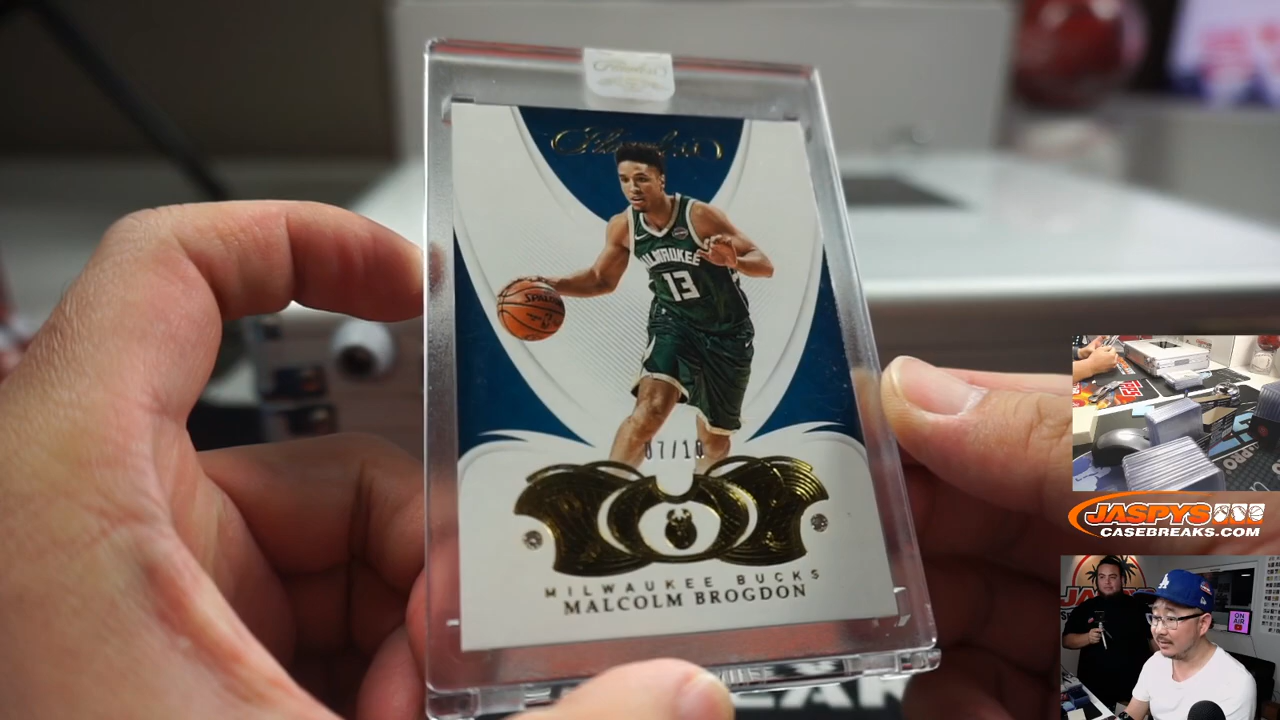 Flawless
SPALDING
MILWAUKEE
13
07/10
MILWAUKEE BUCKS
MALCOLM BROGDON
JASPYS
CASEBREAKS.COM
ON
AIR